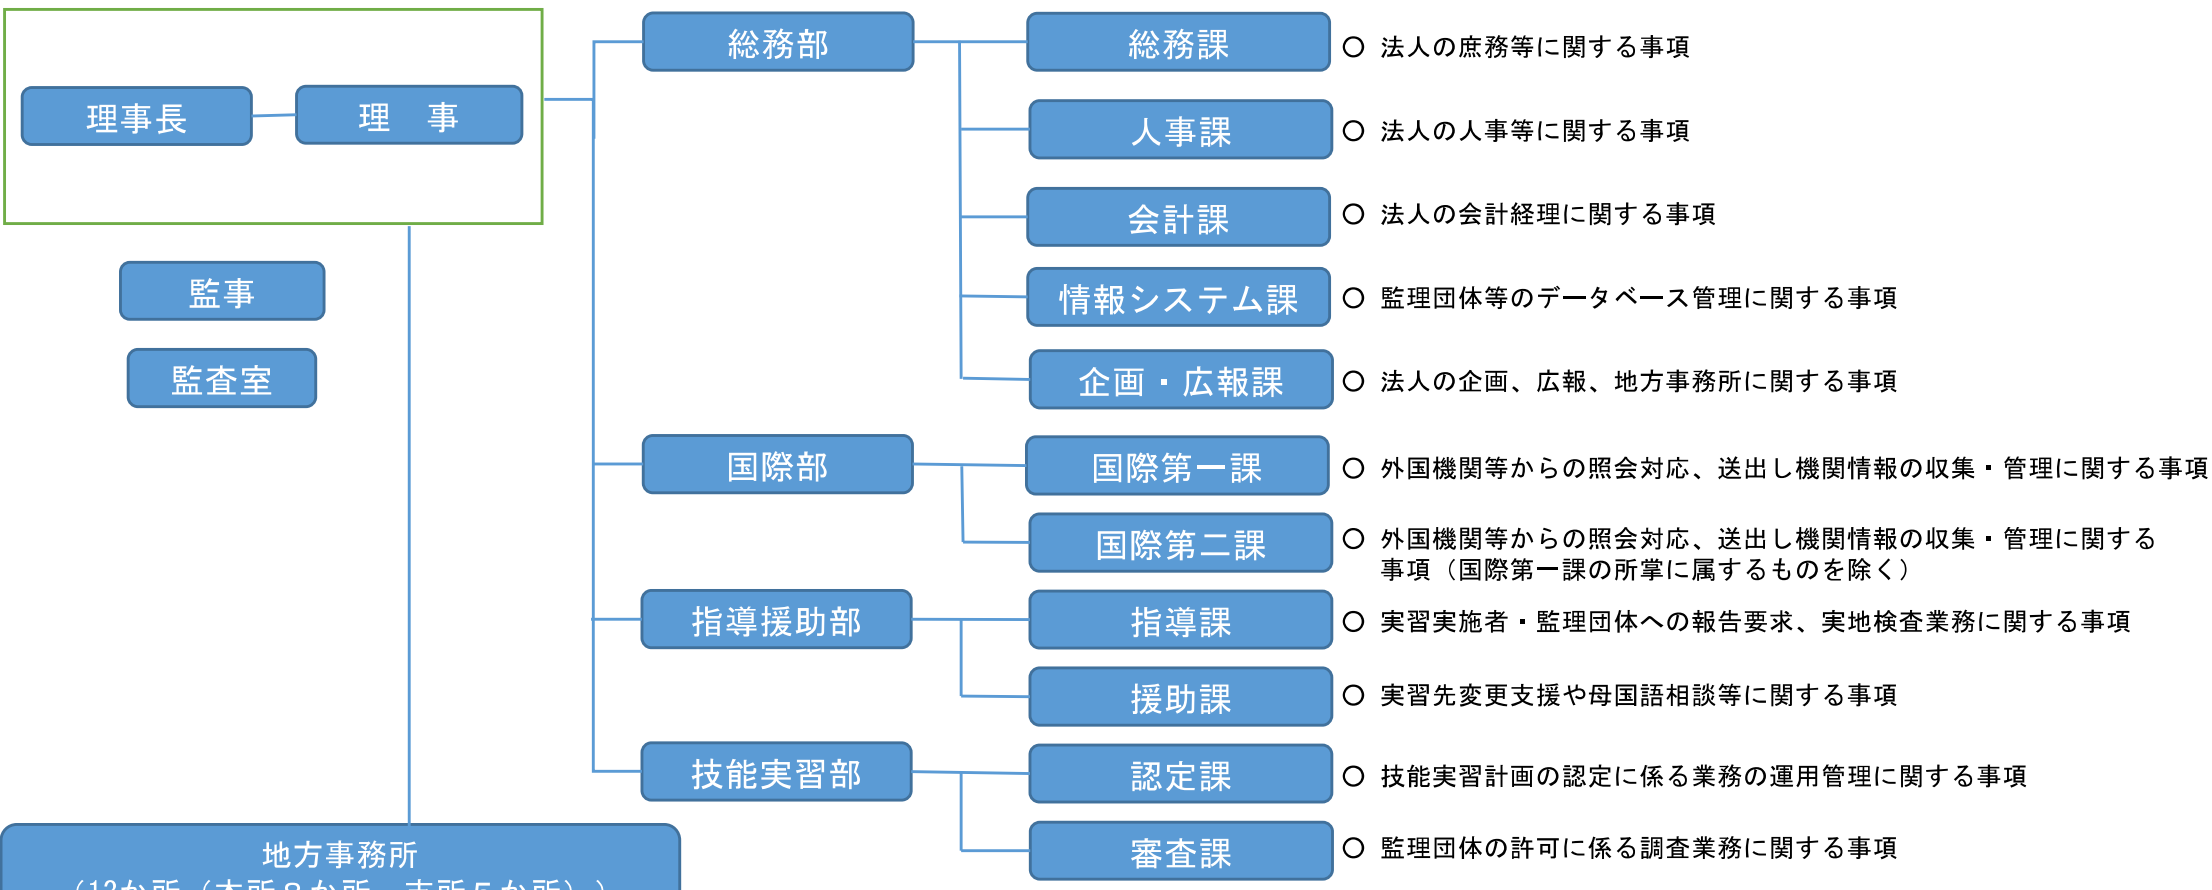 理事長
理　事
監事
監査室
総務部
総務課
○ 法人の庶務等に関する事項
人事課
○ 法人の人事等に関する事項
会計課
○ 法人の会計経理に関する事項
情報システム課
○ 監理団体等のデータベース管理に関する事項
企画・広報課
○ 法人の企画、広報、地方事務所に関する事項
国際部
国際第一課
○ 外国機関等からの照会対応、送出し機関情報の収集・管理に関する事項
国際第二課
○ 外国機関等からの照会対応、送出し機関情報の収集・管理に関する
事項（国際第一課の所掌に属するものを除く）
指導援助部
指導課
○ 実習実施者・監理団体への報告要求、実地検査業務に関する事項
援助課
○ 実習先変更支援や母国語相談等に関する事項
技能実習部
認定課
○ 技能実習計画の認定に係る業務の運用管理に関する事項
審査課
○ 監理団体の許可に係る調査業務に関する事項
地方事務所
（13か所（本所８か所、支所５か所））